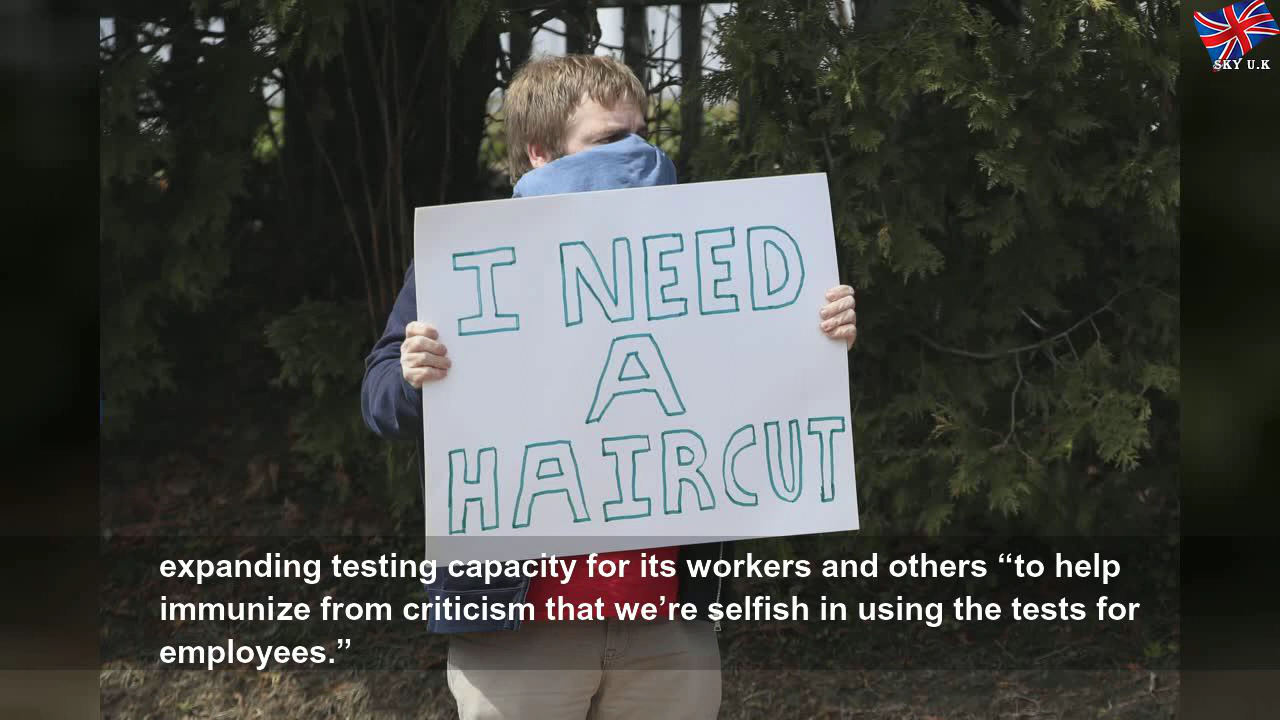 SKY U.K
I NEED
A
HAIRCUT
expanding testing capacity for its workers and others “to help
immunize from criticism that we’re selfish in using the tests for
employees.”